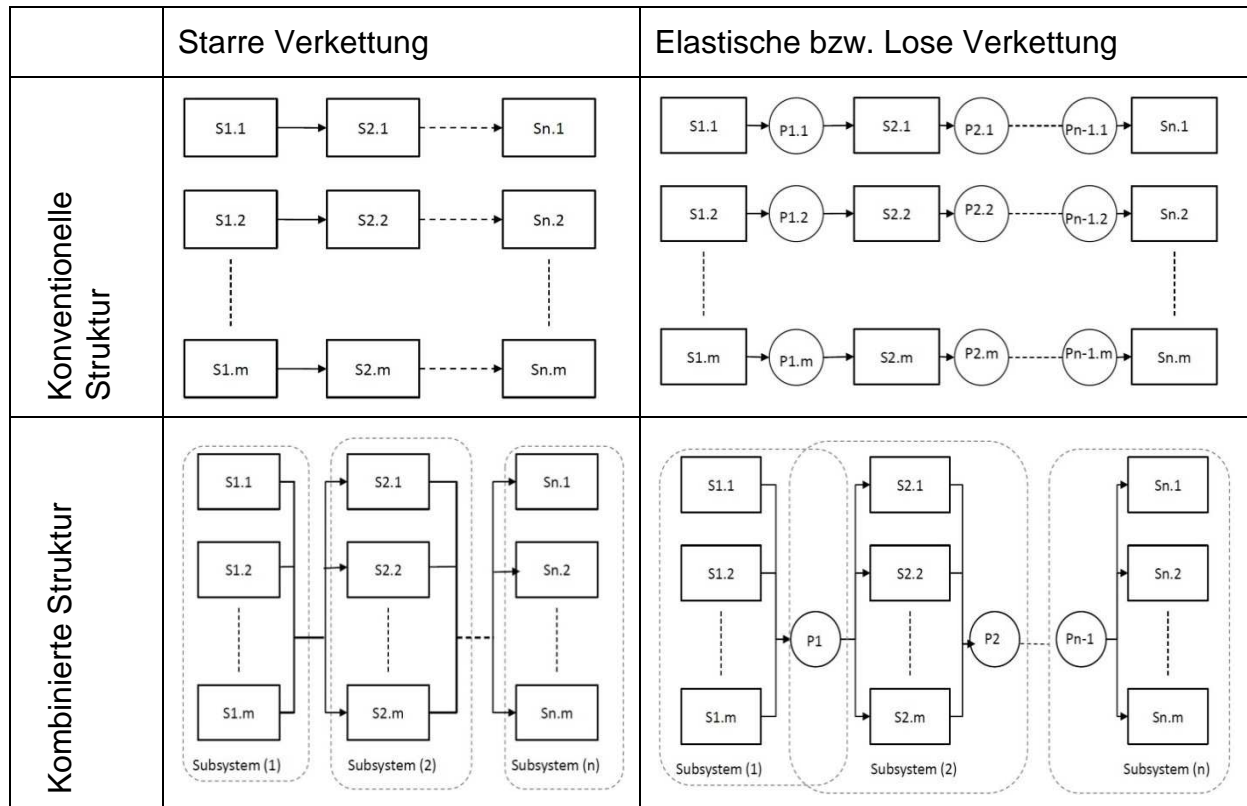 Starre Verkettung
Elastische bzw. Lose Verkettung
Konventionelle
Struktur
S1.1 S2.1 Sn.1
S1.2 S2.2 Sn.2
S1.m S2.m Sn.m
S1.1 P1.1 S2.1 P2.1 Pn-1.1 Sn.1
S1.2 P1.2 S2.2 P2.2 Pn-1.2 Sn.2
S1.m P1.m S2.m P2.m Pn-1.m Sn.m
Kombinierte Struktur
S1.1 S2.1 Sn.1
S1.2 S2.2 Sn.2
S1.m S2.m Sn.m
Subsystem (1) Subsystem (2) Subsystem (n)
S1.1 S2.1 Sn.1
S1.2 S2.2 Sn.2
P1 P2 Pn-1
S1.m S2.m Sn.m
Subsystem (1) Subsystem (2) Subsystem (n)